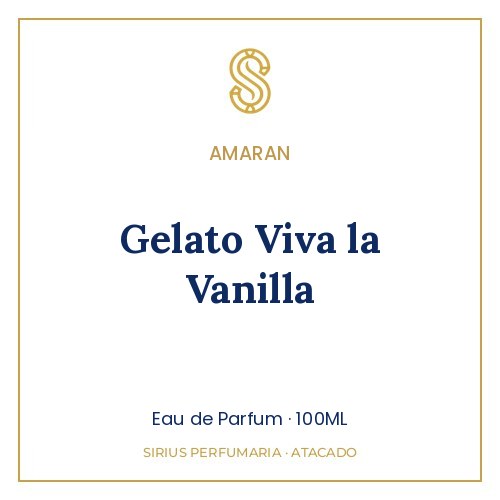 AMARAN
Gelato Viva la
Vanilla
Eau de Parfum · 100ML
SIRIUS PERFUMARIA · ATACADO